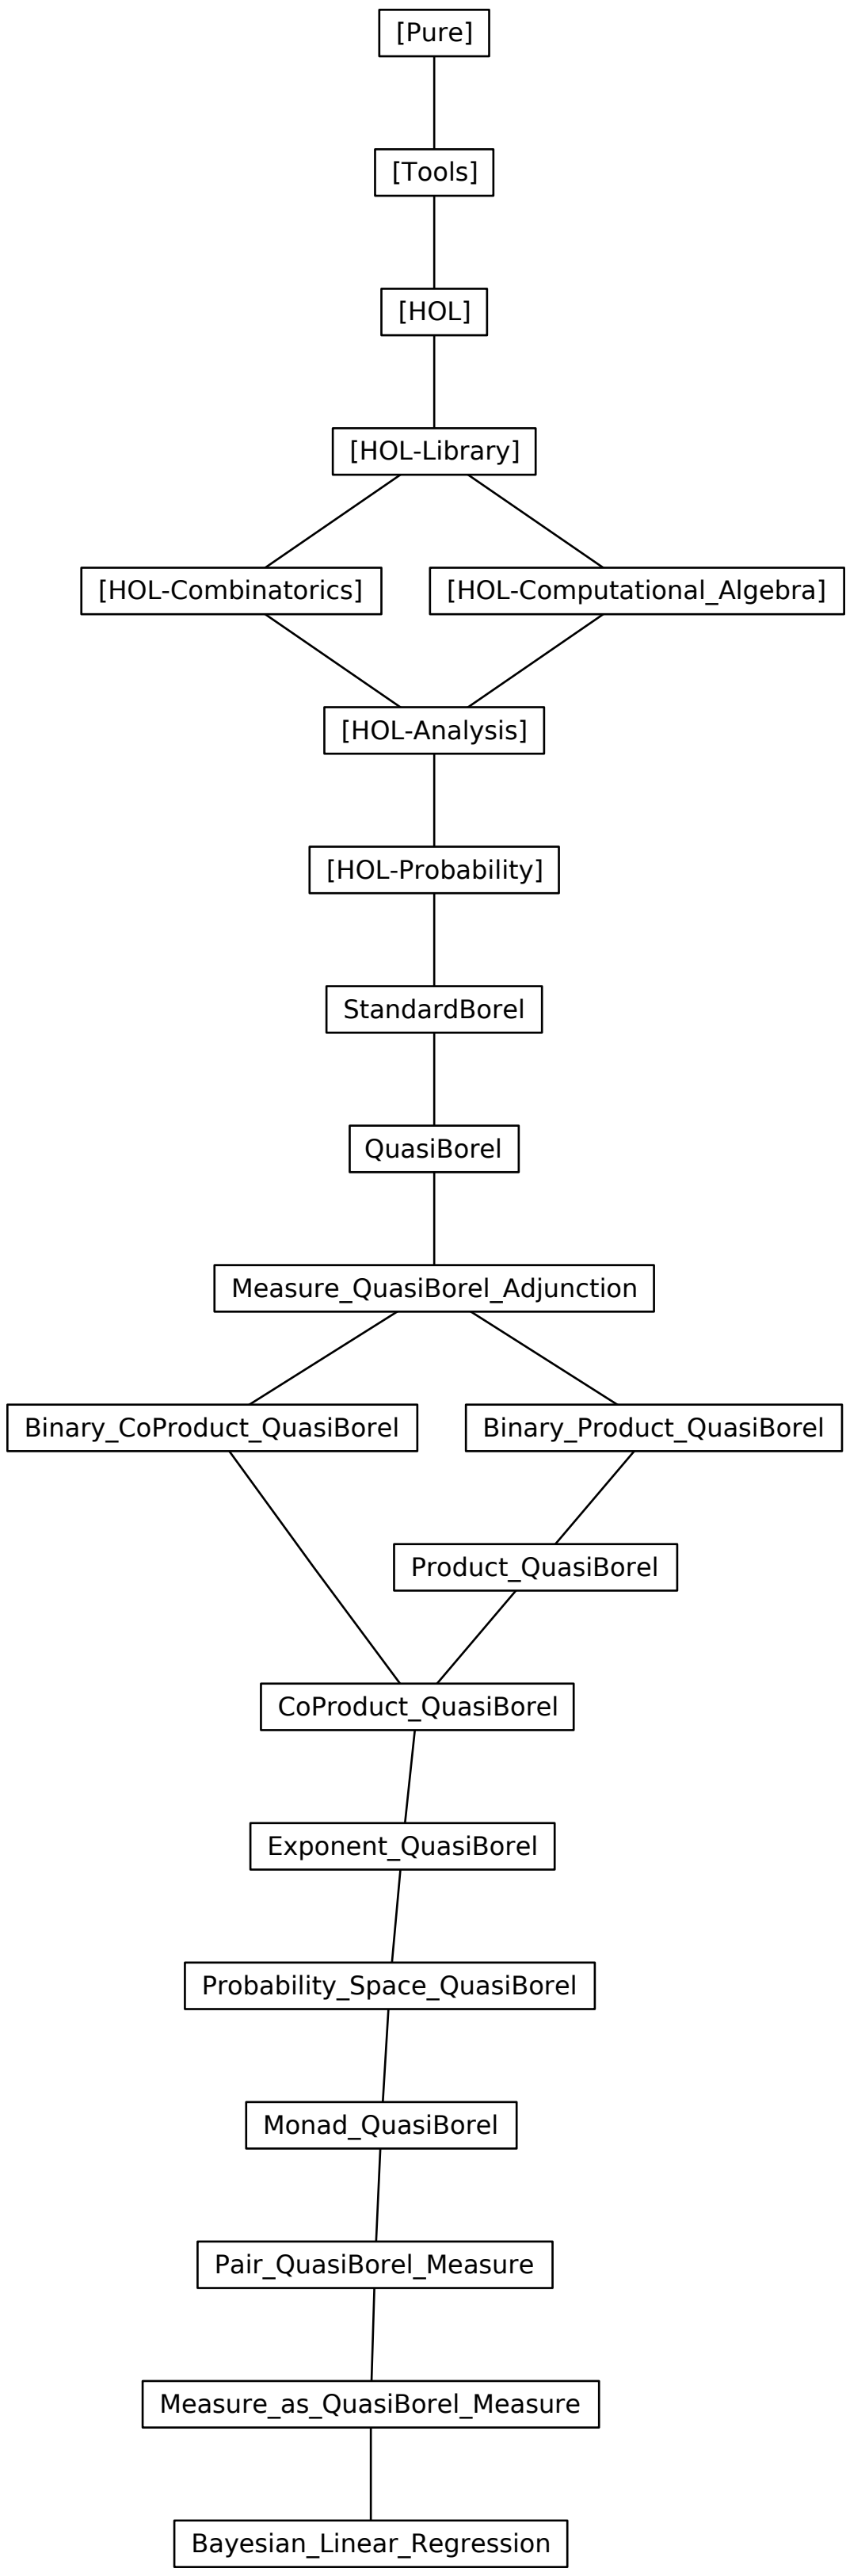 [Pure]
[Tools]
[HOL]
[HOL-Library]
[HOL-Combinatorics]
[HOL-Computational_Algebra]
[HOL-Analysis]
[HOL-Probability]
StandardBorel
QuasiBorel
Measure_QuasiBorel_Adjunction
Binary_CoProduct_QuasiBorel
Binary_Product_QuasiBorel
Product_QuasiBorel
CoProduct_QuasiBorel
Exponent_QuasiBorel
Probability_Space_QuasiBorel
Monad_QuasiBorel
Pair_QuasiBorel_Measure
Measure_as_QuasiBorel_Measure
Bayesian_Linear_Regression